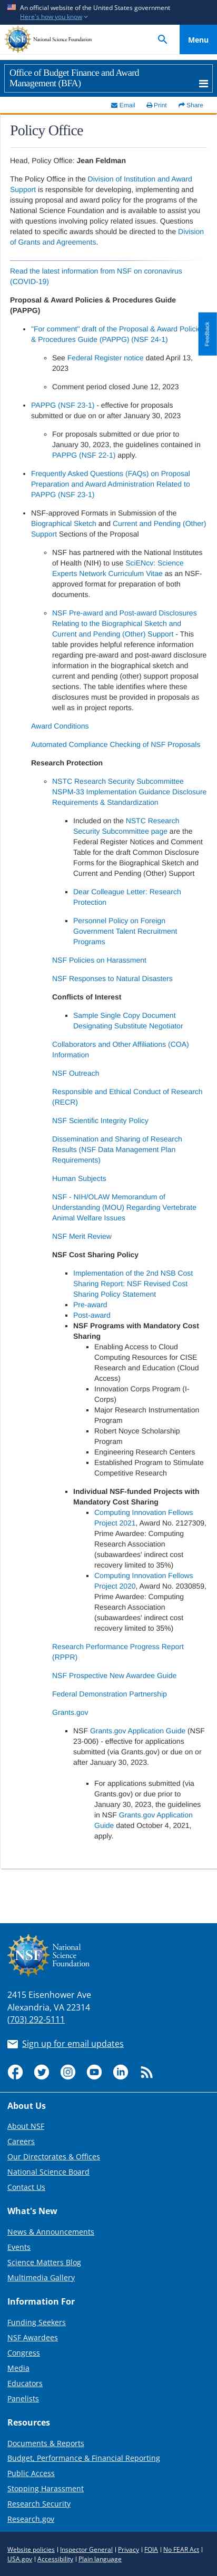 An official website of the United States government
Here's how you know
National Science Foundation
Menu
Office of Budget Finance and Award
Management (BFA)
Email Print Share
Policy Office
Head, Policy Office: Jean Feldman
The Policy Office in the Division of Institution and Award
Support is responsible for developing, implementing, and
issuing proposal and award policy for the assistance
programs of NSF. The Policy Office also is available to
assist with clarification and resolution of policy-related
issues. Specific award-related questions regarding
awards should be directed to the Division
of Grants and Agreements.
Read the latest information from NSF on coronavirus
(COVID-19)
Proposal & Award Policies & Procedures Guide
(PAPPG)
"For comment" draft of the Proposal & Award Policies
& Procedures Guide (PAPPG) (NSF 24-1)
See Federal Register notice dated April 13,
2023
Comment period closed June 12, 2023
Feedback
PAPPG (NSF 23-1) - effective for proposals
submitted or due on or after January 30, 2023
For proposals submitted or due prior to
January 30, 2023, the guidelines contained in
PAPPG (NSF 22-1) apply.
Frequently Asked Questions (FAQs) on Proposal
Preparation and Award Administration Related to
PAPPG (NSF 23-1)
NSF-approved Formats in Submission of the
Biographical Sketch and Current and Pending (Other)
Support Sections of the Proposal
NSF has partnered with the National Institutes
of Health (NIH) to use SciENcv: Science
Experts Network Curriculum Vitae as an NSF-
approved format for preparation of both
documents.
NSF Pre-award and Post-award Disclosures
Relating to the Biographical Sketch and
Current and Pending (Other) Support - This
table provides helpful reference information
regarding pre-award and post-award disclosure
information in the biographical sketch and
current and pending (other) support proposal
sections. The table identifies where these
disclosures must be provided in proposals as
well as in project reports.
Award Conditions
Automated Compliance Checking of NSF Proposals
Research Protection
NSTC Research Security Subcommittee
NSPM-33 Implementation Guidance Disclosure
Requirements & Standardization
Included on the NSTC Research
Security Subcommittee page are the
Federal Register Notices and Comment
Table for the draft Common Disclosure
Forms for the Biographical Sketch and
Current and Pending (Other) Support
Dear Colleague Letter: Research
Protection
Personnel Policy on Foreign
Government Talent Recruitment
Programs
NSF Policies on Harassment
NSF Responses to Natural Disasters
Conflicts of Interest
Sample Single Copy Document
Designating Substitute Negotiator
Collaborators and Other Affiliations (COA)
Information
NSF Outreach
Responsible and Ethical Conduct of Research
(RECR)
NSF Scientific Integrity Policy
Dissemination and Sharing of Research
Results (NSF Data Management Plan
Requirements)
Human Subjects
NSF - NIH/OLAW Memorandum of
Understanding (MOU) Regarding Vertebrate
Animal Welfare Issues
NSF Merit Review
NSF Cost Sharing Policy
Implementation of the 2nd NSB Cost
Sharing Report: NSF Revised Cost
Sharing Policy Statement
Pre-award
Post-award
NSF Programs with Mandatory Cost
Sharing
Enabling Access to Cloud
Computing Resources for CISE
Research and Education (Cloud
Access)
Innovation Corps Program (I-
Corps)
Major Research Instrumentation
Program
Robert Noyce Scholarship
Program
Engineering Research Centers
Established Program to Stimulate
Competitive Research
Individual NSF-funded Projects with
Mandatory Cost Sharing
Computing Innovation Fellows
Project 2021, Award No. 2127309,
Prime Awardee: Computing
Research Association
(subawardees' indirect cost
recovery limited to 35%)
Computing Innovation Fellows
Project 2020, Award No. 2030859,
Prime Awardee: Computing
Research Association
(subawardees' indirect cost
recovery limited to 35%)
Research Performance Progress Report
(RPPR)
NSF Prospective New Awardee Guide
Federal Demonstration Partnership
Grants.gov
NSF Grants.gov Application Guide (NSF
23-006) - effective for applications
submitted (via Grants.gov) or due on or
after January 30, 2023.
For applications submitted (via
Grants.gov) or due prior to
January 30, 2023, the guidelines
in NSF Grants.gov Application
Guide dated October 4, 2021,
apply.
NSF
National
Science
Foundation
2415 Eisenhower Ave
Alexandria, VA 22314
(703) 292-5111
Sign up for email updates
About Us
About NSF
Careers
Our Directorates & Offices
National Science Board
Contact Us
What's New
News & Announcements
Events
Science Matters Blog
Multimedia Gallery
Information For
Funding Seekers
NSF Awardees
Congress
Media
Educators
Panelists
Resources
Documents & Reports
Budget, Performance & Financial Reporting
Public Access
Stopping Harassment
Research Security
Research.gov
Website policies | Inspector General | Privacy | FOIA | No FEAR Act |
USA.gov | Accessibility | Plain language